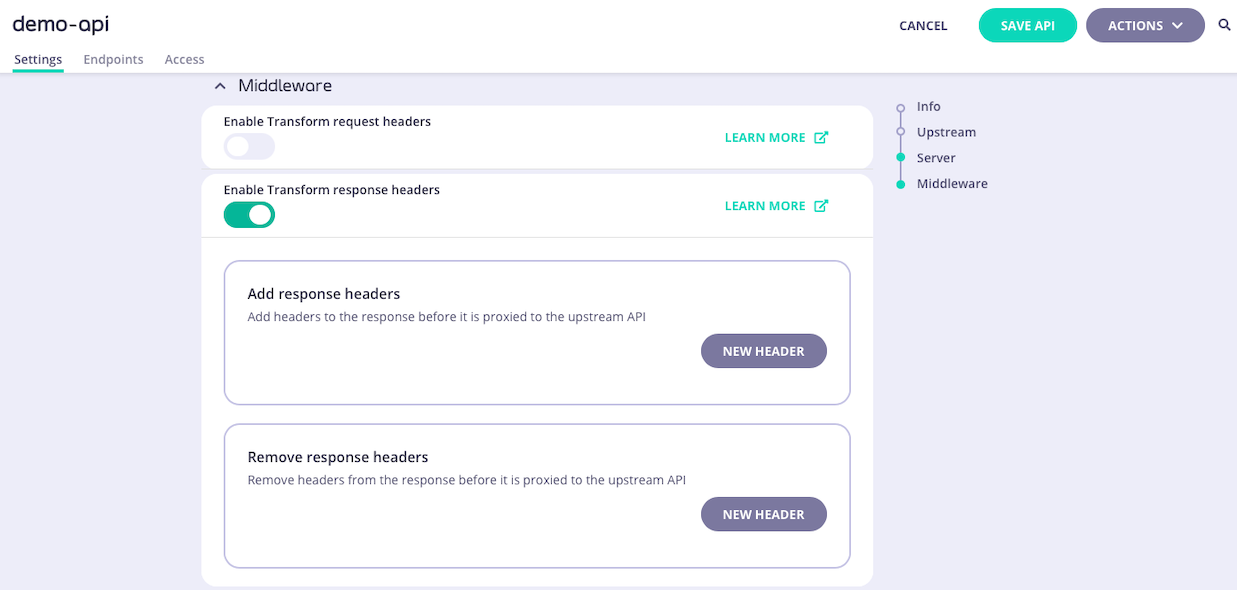 demo-api
CANCEL
SAVE API
ACTIONS
Settings
Endpoints
Access
Middleware
Enable Transform request headers
LEARN MORE
Enable Transform response headers
LEARN MORE
Add response headers
Add headers to the response before it is proxied to the upstream API
NEW HEADER
Remove response headers
Remove headers from the response before it is proxied to the upstream API
NEW HEADER
Info
Upstream
Server
Middleware